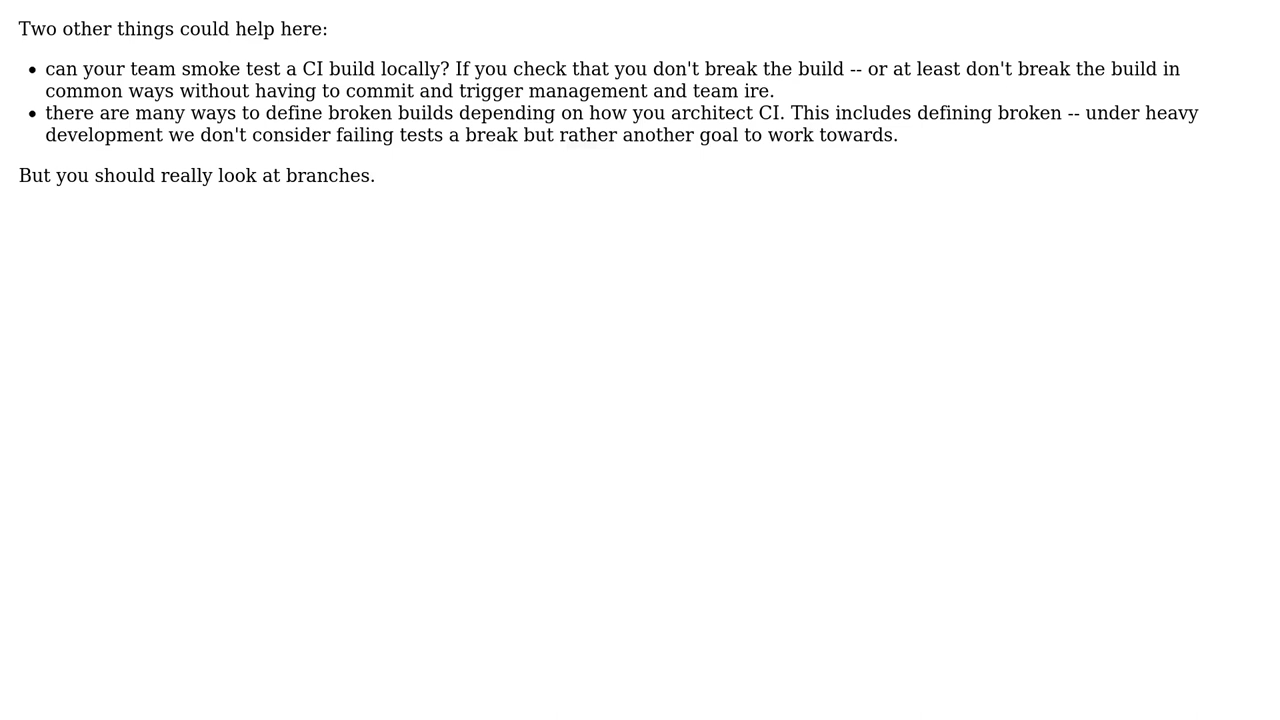 Two other things could help here:
• can your team smoke test a CI build locally? If you check that you don't break the build -- or at least don't break the build in
common ways without having to commit and trigger management and team ire.
• there are many ways to define broken builds depending on how you architect CI. This includes defining broken -- under heavy
development we don't consider failing tests a break but rather another goal to work towards.
But you should really look at branches.